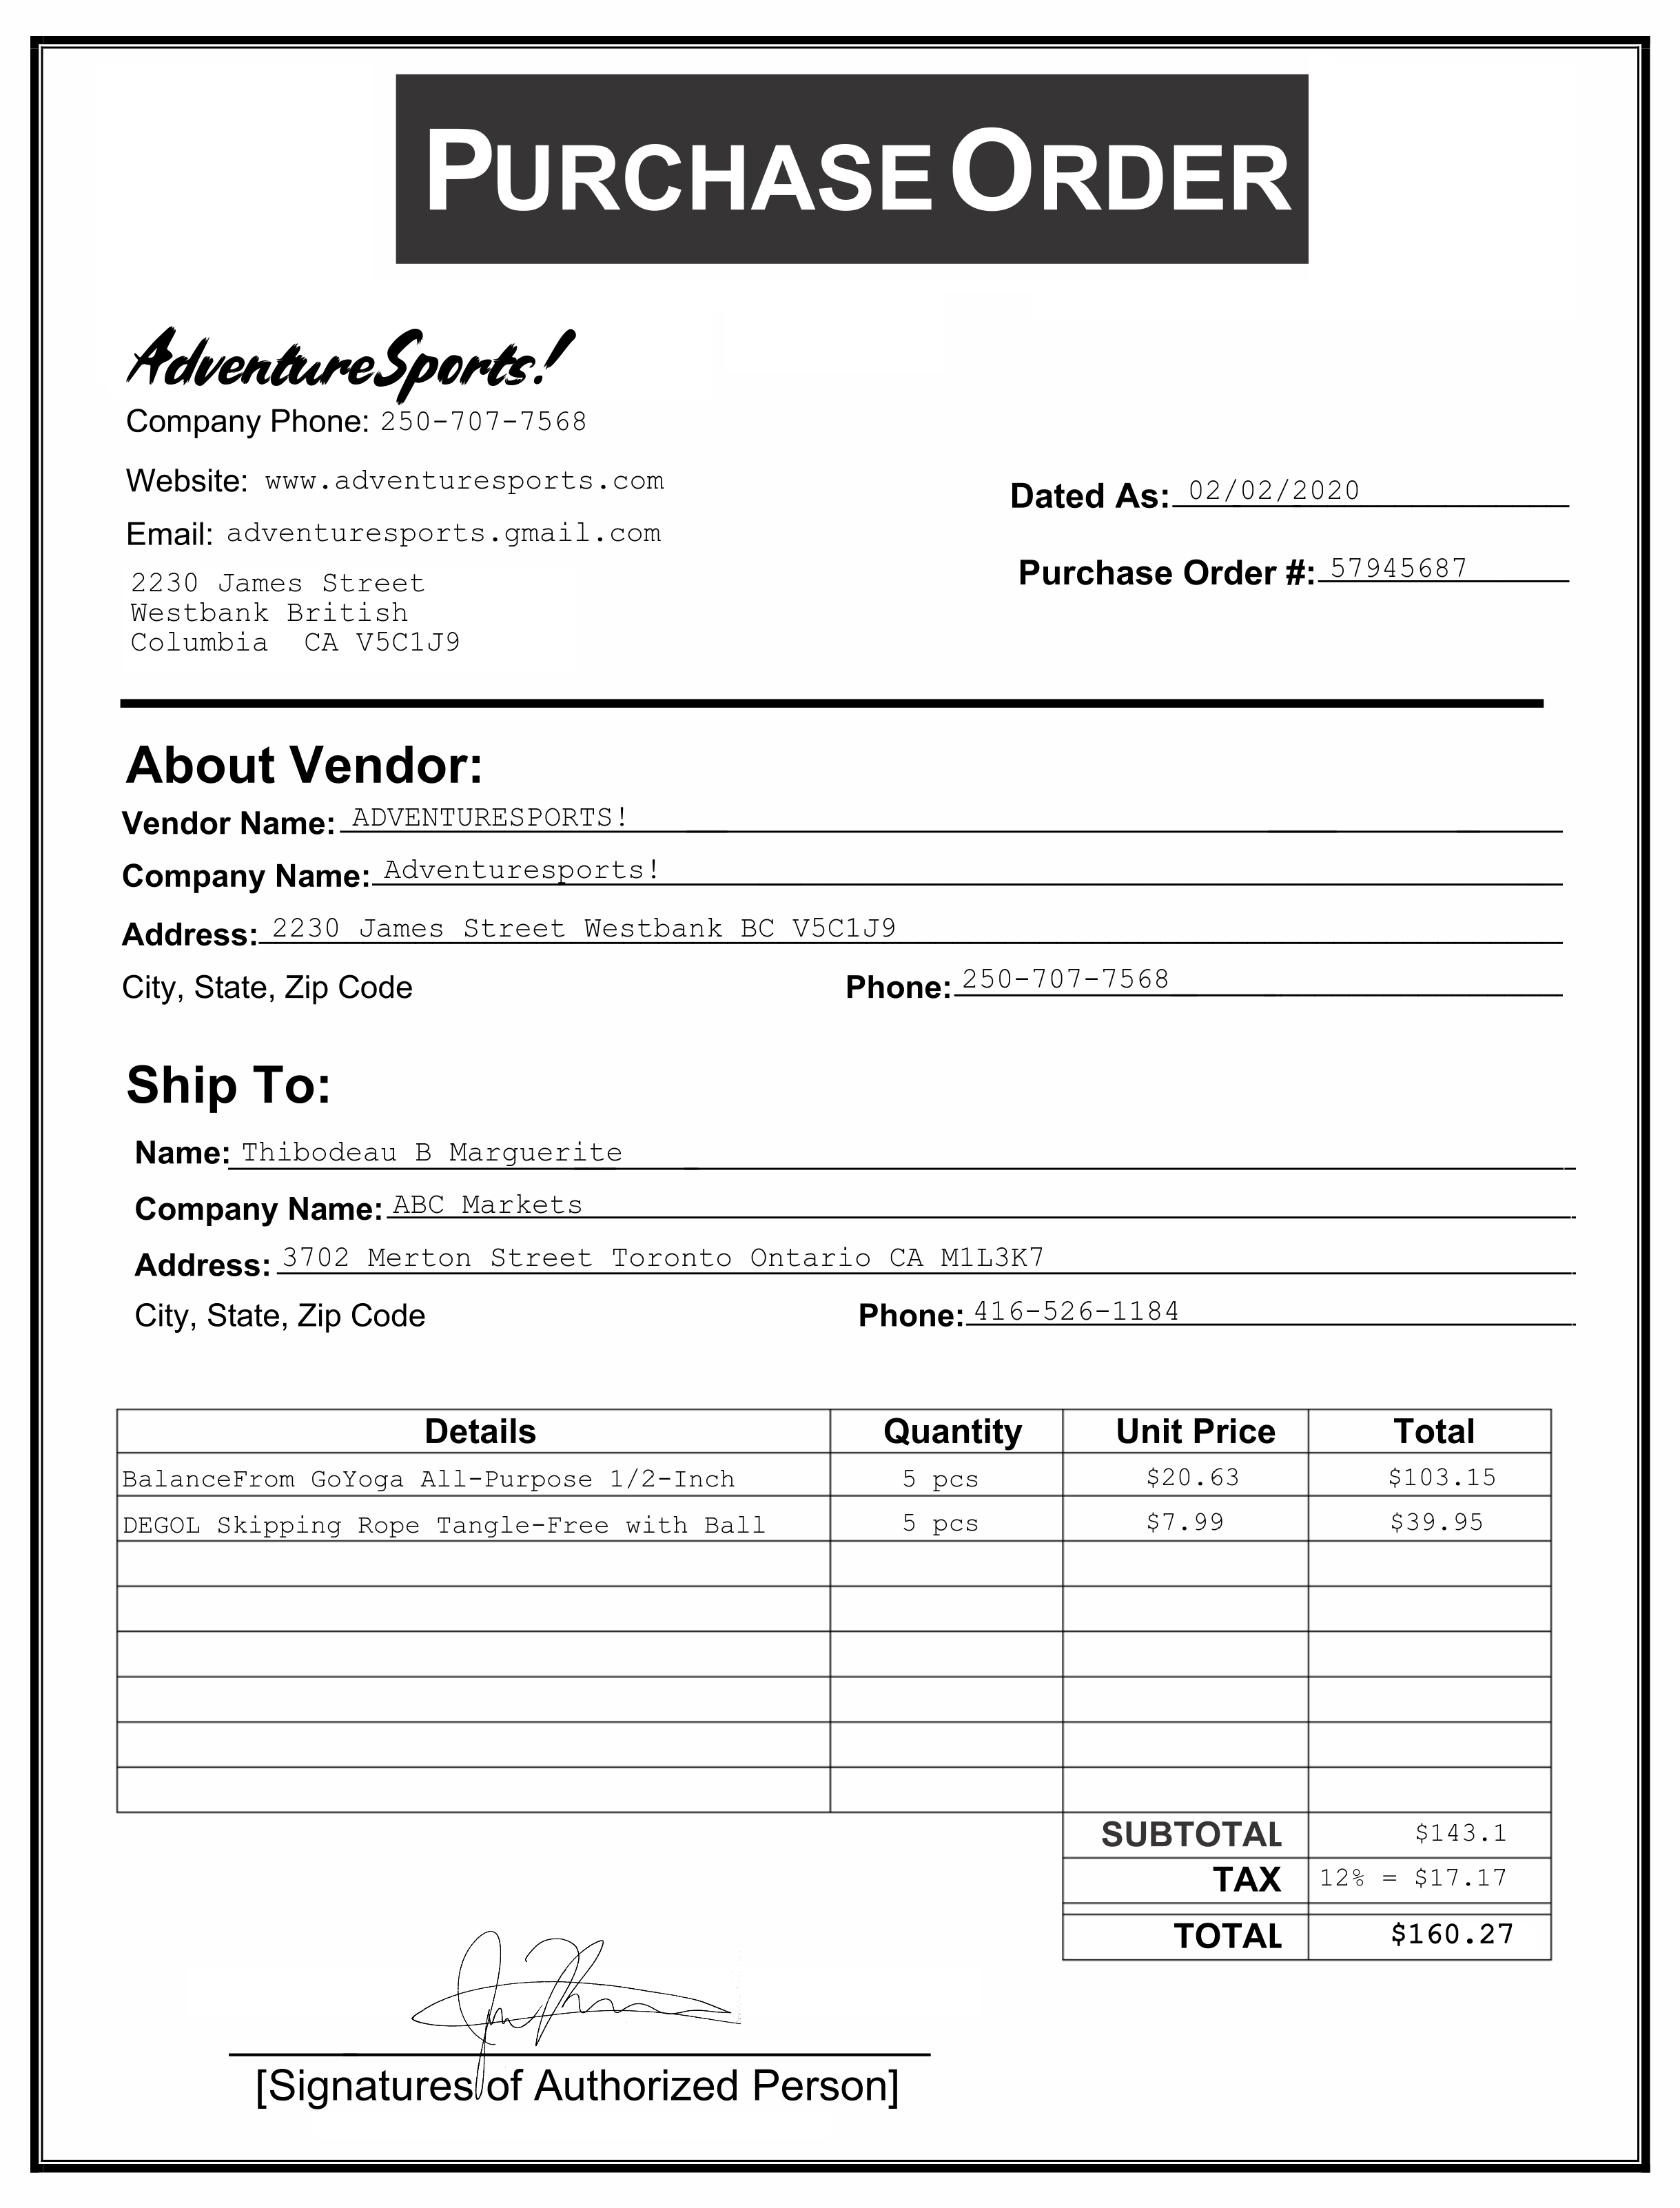 PURCHASE ORDER
AdventureSports!
Company Phone: 250-707-7568
Website: www.adventuresports.com
Dated As: 02/02/2020
Email: adventuresports.gmail.com
Purchase Order #: 57945687
2230 James Street
Westbank British
Columbia CA V5C1J9
About Vendor:
Vendor Name: ADVENTURESPORTS!
Company Name: Adventuresports!
Address: 2230 James Street Westbank BC V5C1J9
City, State, Zip Code Phone: 250-707-7568
Ship To:
Name: Thibodeau B Marguerite
Company Name: ABC Markets
Address: 3702 Merton Street Toronto Ontario CA M1L3K7
City, State, Zip Code Phone: 416-526-1184
Details Quantity Unit Price Total
BalanceFrom GoYoga All-Purpose 1/2-Inch 5 pcs $20.63 $103.15
DEGOL Skipping Rope Tangle-Free with Ball 5 pcs $7.99 $39.95
SUBTOTAL $143.1
TAX 12% = $17.17
TOTAL $160.27
[Signatures of Authorized Person]